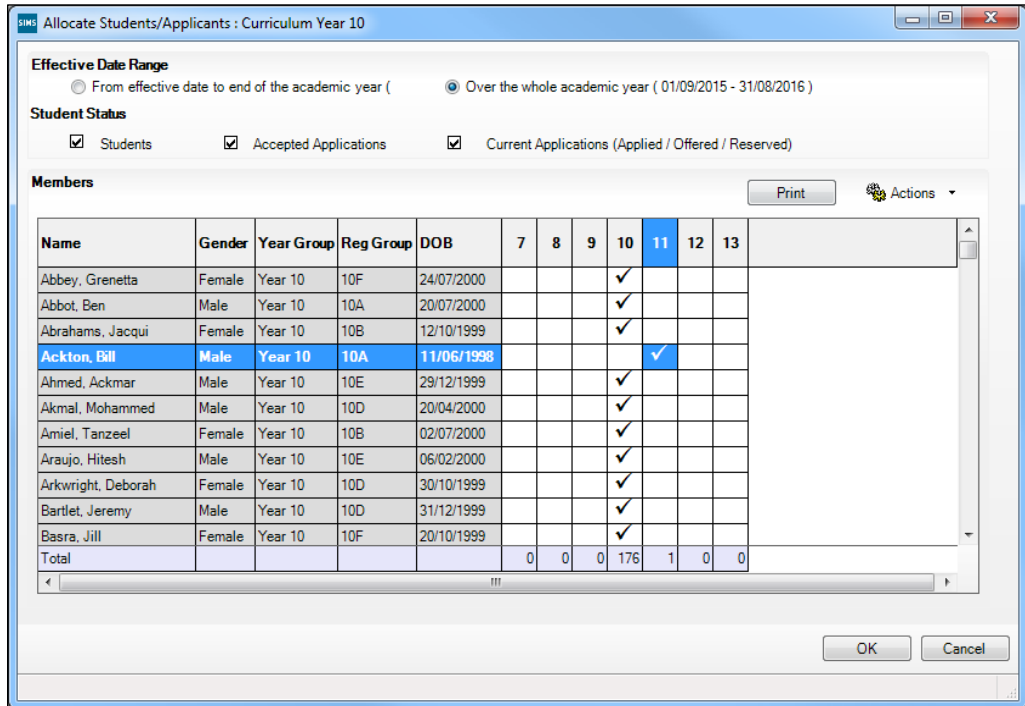 SIMS Allocate Students/Applicants : Curriculum Year 10
Effective Date Range
From effective date to end of the academic year (
Over the whole academic year ( 01/09/2015 - 31/08/2016 )
Student Status
Students
Accepted Applications
Current Applications (Applied / Offered / Reserved)
Members
Print
Actions
Name Gender Year Group Reg Group DOB 7 8 9 10 11 12 13
Abbey, Grenetta Female Year 10 10F 24/07/2000
Abbot, Ben Male Year 10 10A 20/07/2000
Abrahams, Jacqui Female Year 10 10B 12/10/1999
Ackton, Bill Male Year 10 10A 11/06/1998
Ahmed, Ackmar Male Year 10 10E 29/12/1999
Akmal, Mohammed Male Year 10 10D 20/04/2000
Amiel, Tanzeel Female Year 10 10B 02/07/2000
Araujo, Hitesh Male Year 10 10E 06/02/2000
Arkwright, Deborah Female Year 10 10D 30/10/1999
Bartlet, Jeremy Male Year 10 10D 31/12/1999
Basra, Jill Female Year 10 10F 20/10/1999
Total 0 0 0 176 1 0 0
OK Cancel